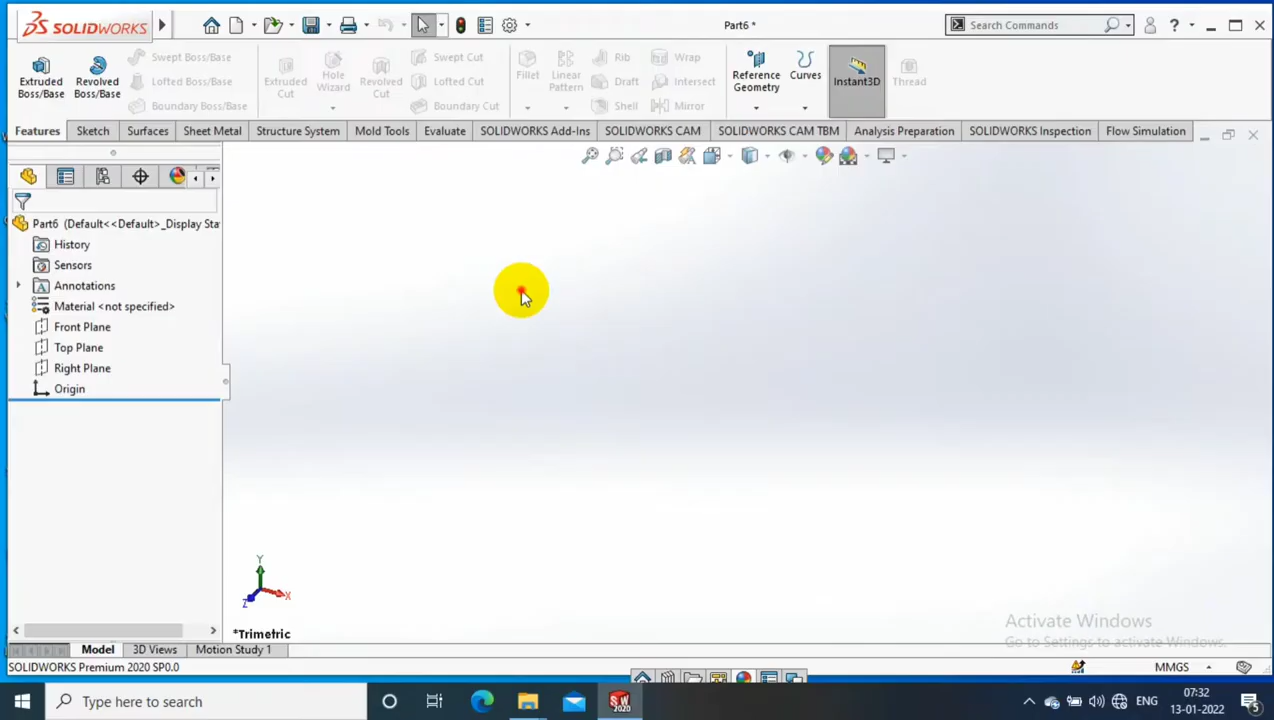 SOLIDWORKS
Part6 *
Search Commands
?
Extruded Boss/Base
Revolved Boss/Base
Swept Boss/Base
Lofted Boss/Base
Boundary Boss/Base
Extruded Cut
Hole Wizard
Revolved Cut
Swept Cut
Lofted Cut
Boundary Cut
Fillet
Linear Pattern
Rib
Draft
Shell
Wrap
Intersect
Mirror
Reference Geometry
Curves
Instant3D
Thread
Features
Sketch
Surfaces
Sheet Metal
Structure System
Mold Tools
Evaluate
SOLIDWORKS Add-Ins
SOLIDWORKS CAM
SOLIDWORKS CAM TBM
Analysis Preparation
SOLIDWORKS Inspection
Flow Simulation
Part6 (Default<<Default>_Display Sta
History
Sensors
Annotations
Material <not specified>
Front Plane
Top Plane
Right Plane
Origin
Y
X
Z
*Trimetric
Activate Windows
Go to Settings to activate Windows.
Model
3D Views
Motion Study 1
SOLIDWORKS Premium 2020 SP0.0
MMGS
Type here to search
SW
2020
ENG
07:32
13-01-2022
5